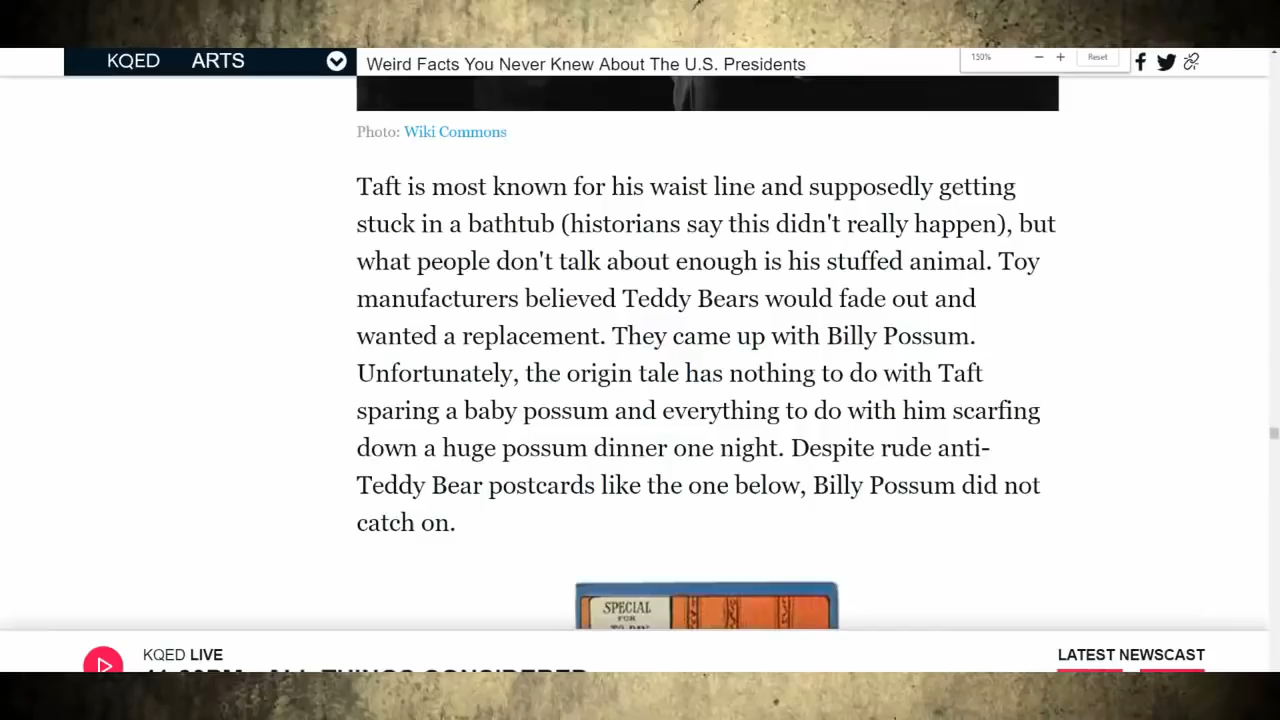 KQED ARTS
Weird Facts You Never Knew About The U.S. Presidents
150% − + Reset
Photo: Wiki Commons
Taft is most known for his waist line and supposedly getting
stuck in a bathtub (historians say this didn't really happen), but
what people don't talk about enough is his stuffed animal. Toy
manufacturers believed Teddy Bears would fade out and
wanted a replacement. They came up with Billy Possum.
Unfortunately, the origin tale has nothing to do with Taft
sparing a baby possum and everything to do with him scarfing
down a huge possum dinner one night. Despite rude anti-
Teddy Bear postcards like the one below, Billy Possum did not
catch on.
SPECIAL
FOR
KQED LIVE
LATEST NEWSCAST
ALL THINGS CONSIDERED